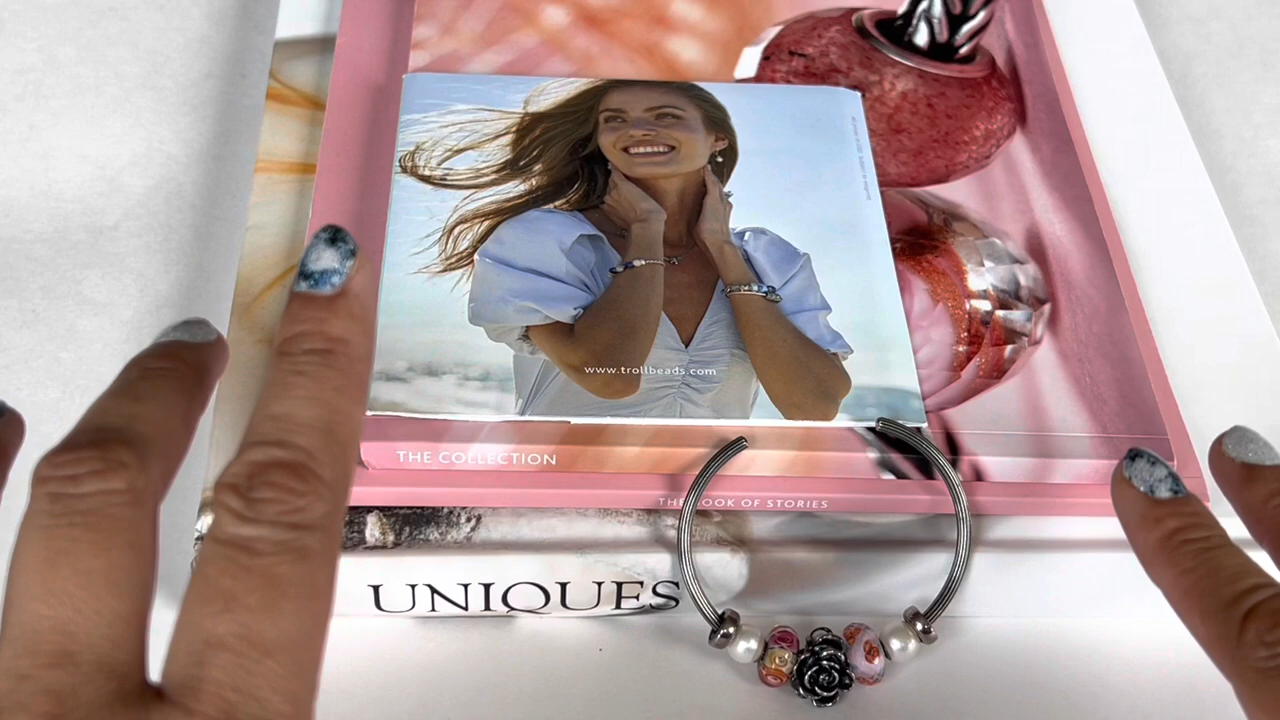 www.trollbeads.com
THE COLLECTION
THE BOOK OF STORIES
UNIQUES